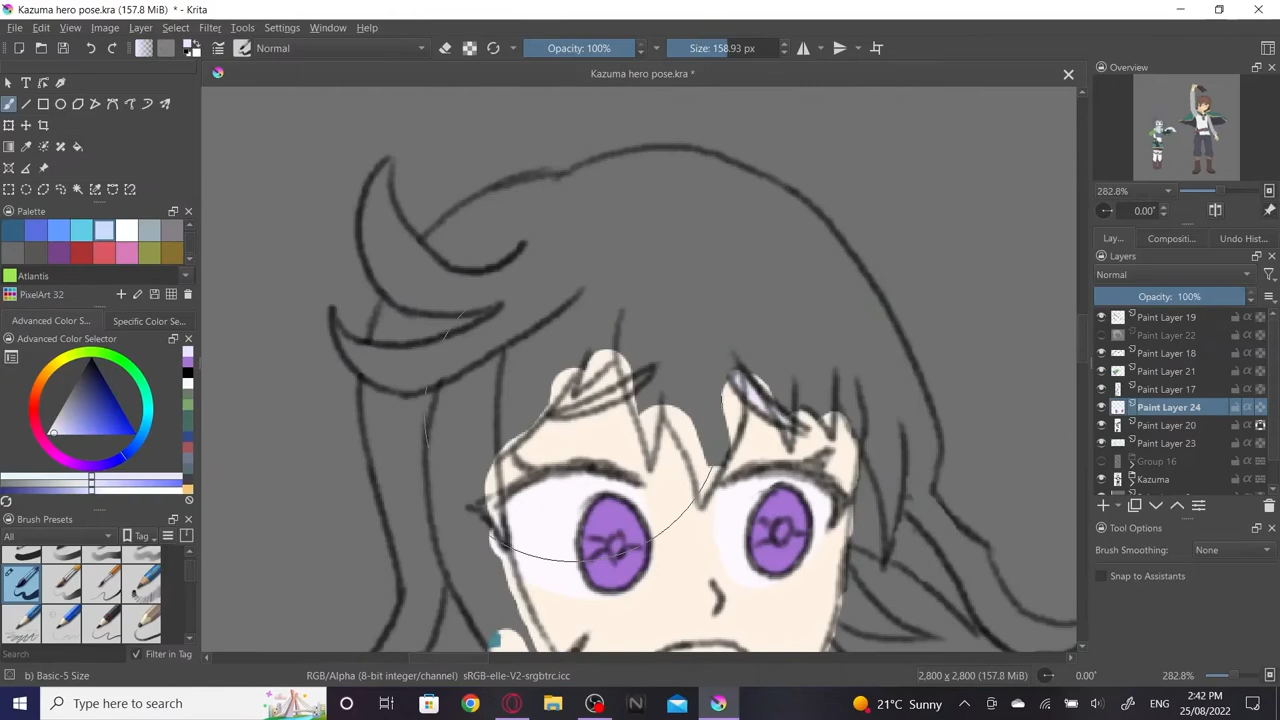 Kazuma hero pose.kra (157.8 MiB) * - Krita
File Edit View Image Layer Select Filter Tools Settings Window Help
Normal
Opacity: 100%
Size: 158.93 px
Kazuma hero pose.kra *
Palette
Atlantis
PixelArt 32
Advanced Color S...
Specific Color Se...
Advanced Color Selector
Brush Presets
All
Tag
Search
Filter in Tag
b) Basic-5 Size
RGB/Alpha (8-bit integer/channel) sRGB-elle-V2-srgbtrc.icc
2,800 x 2,800 (157.8 MiB)
0.00°
282.8%
Overview
282.8%
0.00°
Lay...
Compositi...
Undo Hist...
Layers
Normal
Opacity: 100%
Paint Layer 19
Paint Layer 22
Paint Layer 18
Paint Layer 21
Paint Layer 17
Paint Layer 24
Paint Layer 20
Paint Layer 23
Group 16
Kazuma
Tool Options
Brush Smoothing:
None
Snap to Assistants
Type here to search
21°C Sunny
ENG
2:42 PM
25/08/2022